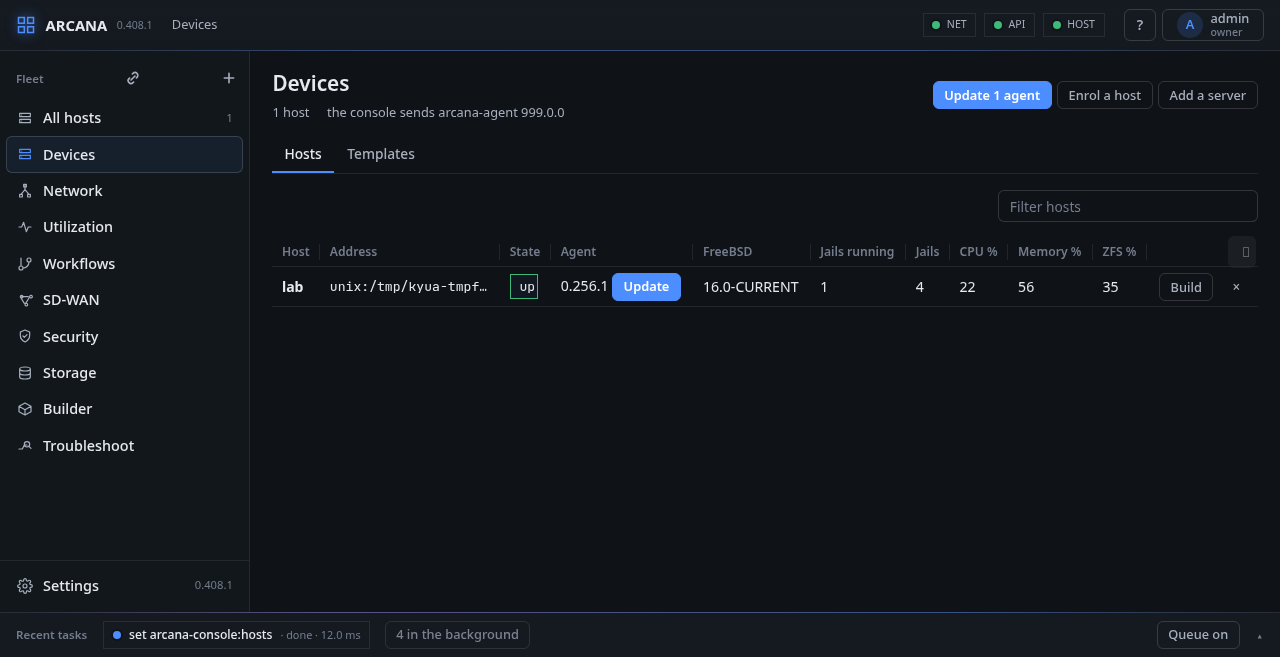 ARCANA 0.408.1 Devices NET API HOST ? A admin
owner
Fleet
All hosts 1
Devices
Network
Utilization
Workflows
SD-WAN
Security
Storage
Builder
Troubleshoot
Settings 0.408.1
Devices
1 host the console sends arcana-agent 999.0.0
Update 1 agent Enrol a host Add a server
Hosts Templates
Filter hosts
Host Address State Agent FreeBSD Jails running Jails CPU % Memory % ZFS %
lab unix:/tmp/kyua-tmpf… up 0.256.1 Update 16.0-CURRENT 1 4 22 56 35 Build ×
Recent tasks set arcana-console:hosts · done · 12.0 ms 4 in the background Queue on